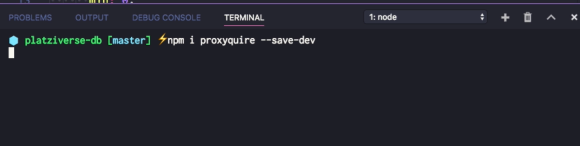 PROBLEMS OUTPUT DEBUG CONSOLE TERMINAL 1: node
platziverse-db [master] ⚡npm i proxyquire --save-dev